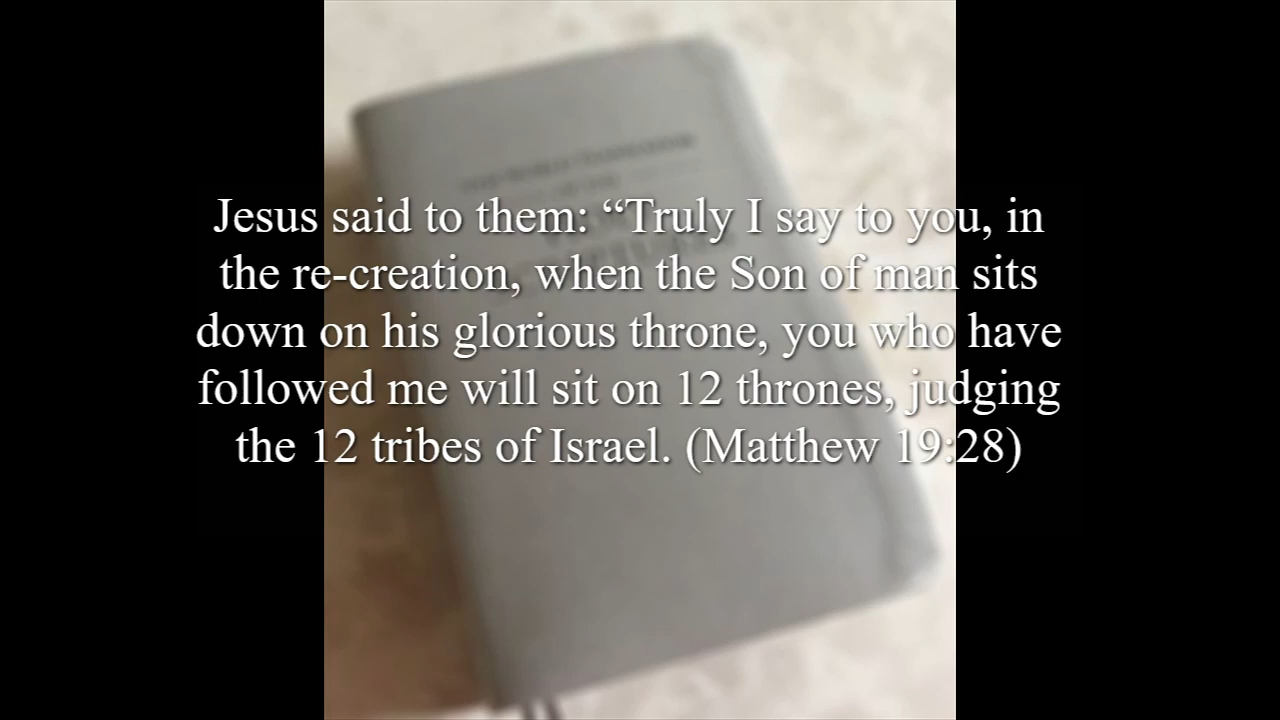 Jesus said to them: “Truly I say to you, in
the re-creation, when the Son of man sits
down on his glorious throne, you who have
followed me will sit on 12 thrones, judging
the 12 tribes of Israel. (Matthew 19:28)